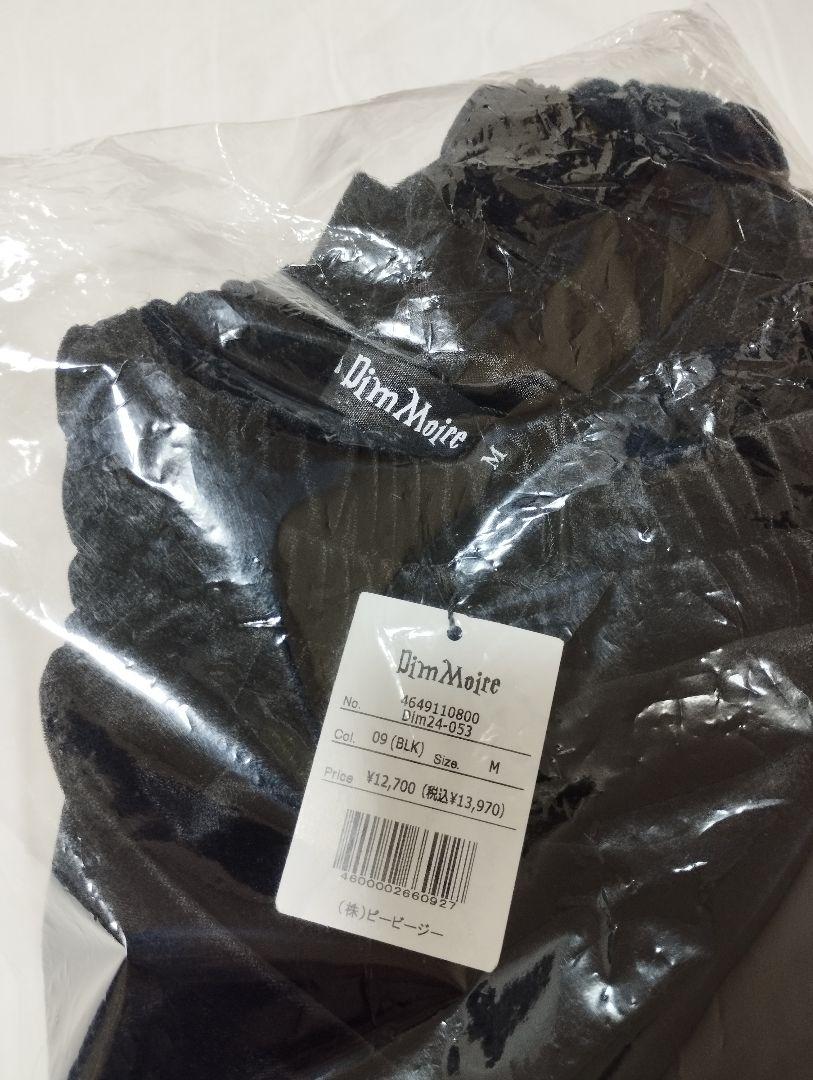 Dim Moire
M
Dim Moire
No. 4649110800
Dim24-053
Col. 09 (BLK) Size. M
Price ¥12,700 (税込¥13,970)
4600002660927
(株)ビービージー